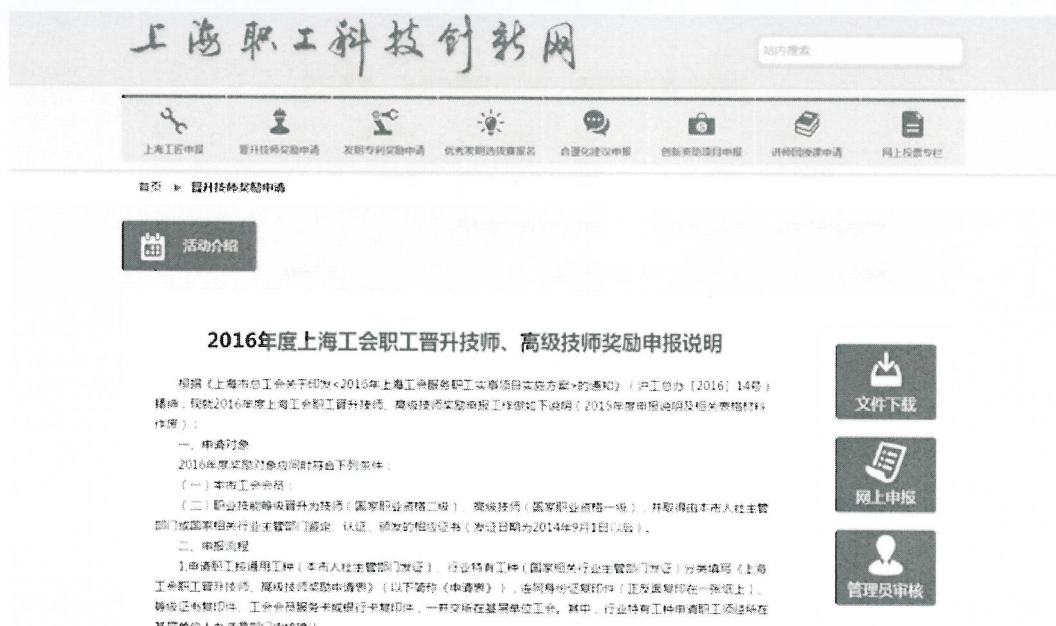 上海职工科技创新网
站内搜索
上海工匠申报
晋升技师奖励申请
发明专利奖励申请
优秀发明选拔赛报名
合理化建议申报
创新资助项目申报
讲师团授课申请
网上投票专栏
首页 » 晋升技师奖励申请
活动介绍
2016年度上海工会职工晋升技师、高级技师奖励申报说明
根据《上海市总工会关于印发<2016年上海工会服务职工实事项目实施方案>的通知》(沪工总办〔2016〕14号)
精神,现就2016年度上海工会职工晋升技师、高级技师奖励申报工作做如下说明(2015年度申报说明及相关表格材料
作废):
一、申请对象
2016年度奖励对象应同时符合下列条件:
(一)本市工会会员;
(二)职业技能等级晋升为技师(国家职业资格二级)、高级技师(国家职业资格一级),并取得由本市人社主管
部门或国家相关行业主管部门鉴定、认证、颁发的相应证书(发证日期为2014年9月1日以后)。
二、申报流程
1.申请职工按通用工种(本市人社主管部门发证)、行业特有工种(国家相关行业主管部门发证)分类填写《上海
工会职工晋升技师、高级技师奖励申请表》(以下简称《申请表》),连同身份证复印件(正反面复印在一张纸上)、
等级证书复印件、工会会员服务卡或银行卡复印件,一并交所在基层单位工会。其中,行业特有工种申请职工须经所在
文件下载
网上申报
管理员审核